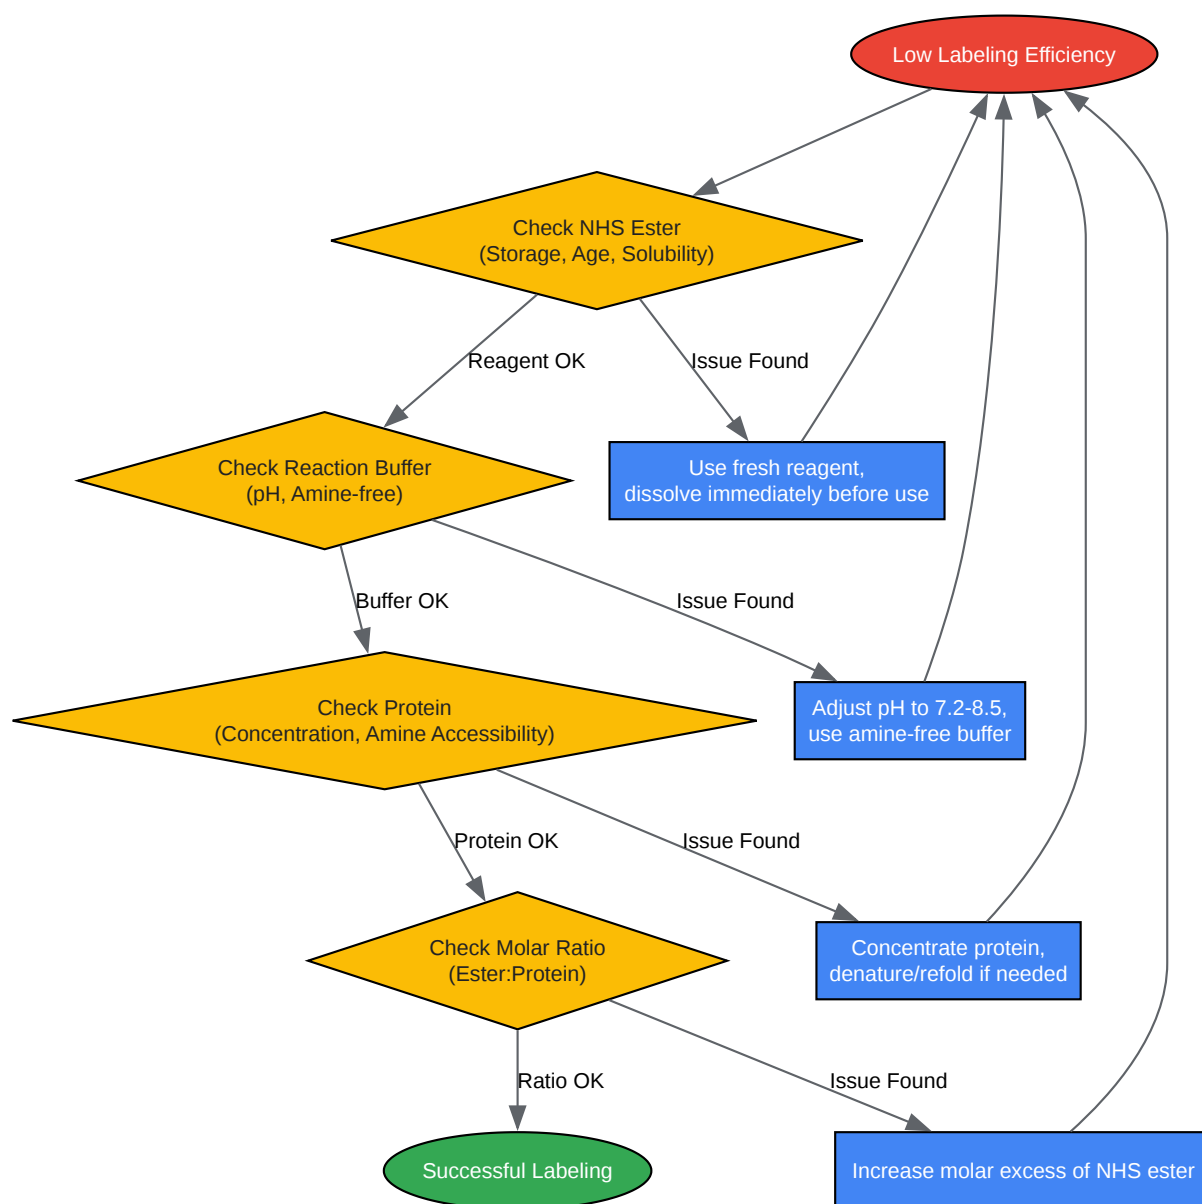 Low Labeling Efficiency
Check NHS Ester
(Storage, Age, Solubility)
Reagent OK
Issue Found
Check Reaction Buffer
(pH, Amine-free)
Use fresh reagent,
dissolve immediately before use
Buffer OK
Issue Found
Check Protein
(Concentration, Amine Accessibility)
Adjust pH to 7.2-8.5,
use amine-free buffer
Protein OK
Issue Found
Check Molar Ratio
(Ester:Protein)
Concentrate protein,
denature/refold if needed
Ratio OK
Issue Found
Successful Labeling
Increase molar excess of NHS ester